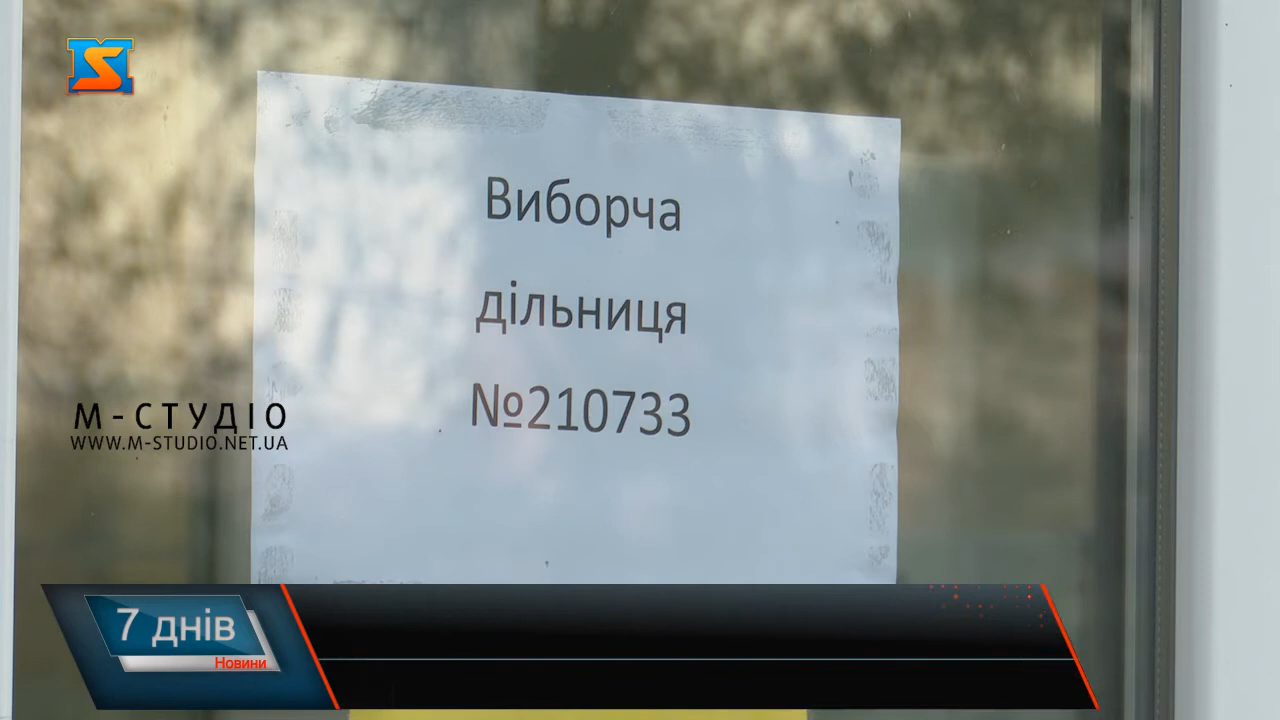 Виборча
дільниця
№210733
М-СТУДІО
WWW.M-STUDIO.NET.UA
7 днів
Новини